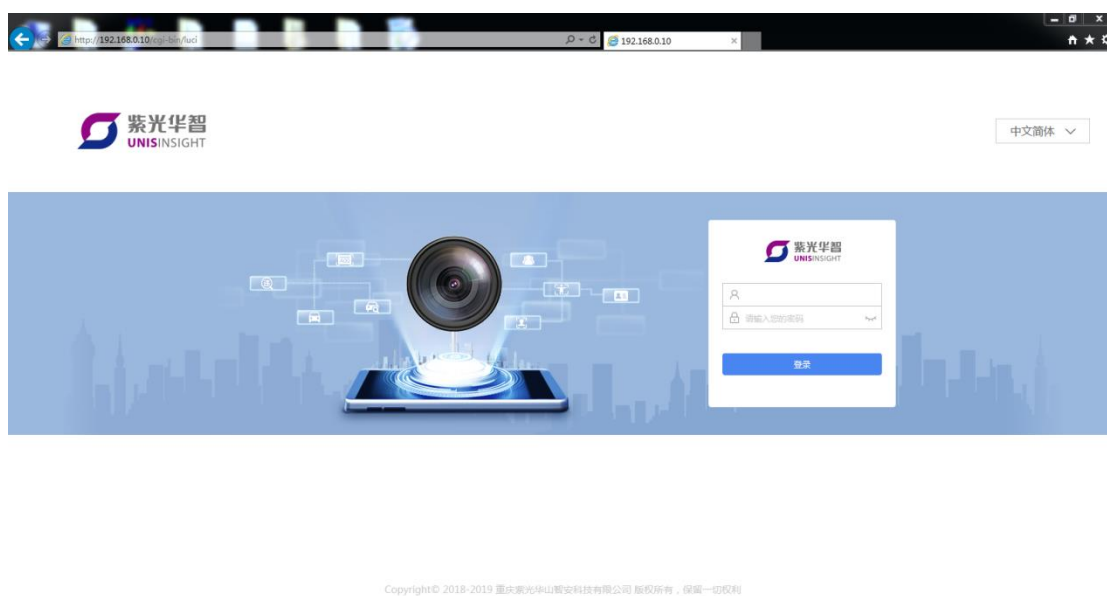 http://192.168.0.10/cgi-bin/luci
192.168.0.10
紫光华智
UNISINSIGHT
中文简体
紫光华智
UNISINSIGHT
请输入您的密码
登录
Copyright© 2018-2019 重庆紫光华山智安科技有限公司 版权所有，保留一切权利